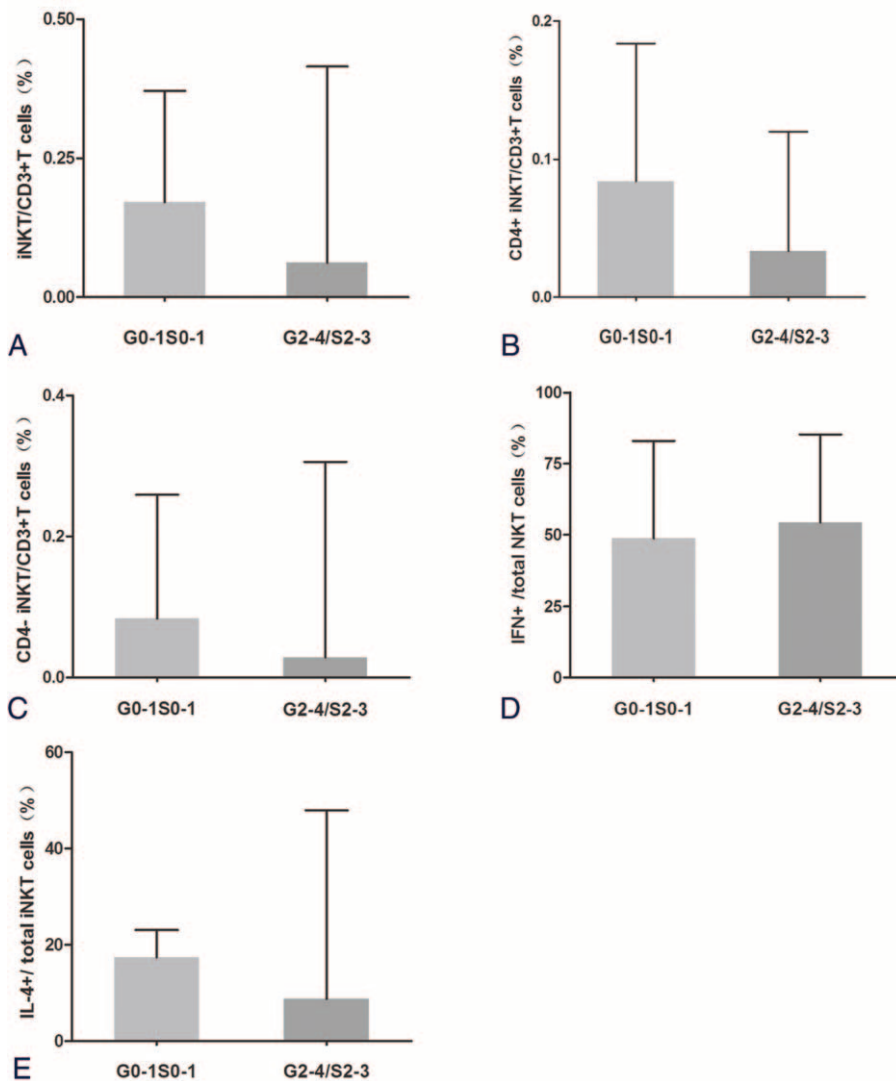 0.50
0.25
0.00
iNKT/CD3+T cells（%）
G0-1S0-1 G2-4/S2-3
A
0.2
0.1
0.0
CD4+ iNKT/CD3+T cells（%）
G0-1S0-1 G2-4/S2-3
B
0.4
0.2
0.0
CD4- iNKT/CD3+T cells（%）
G0-1S0-1 G2-4/S2-3
C
100
75
50
25
0
IFN+ /total NKT cells（%）
G0-1S0-1 G2-4/S2-3
D
60
40
20
0
IL-4+/ total iNKT cells（%）
G0-1S0-1 G2-4/S2-3
E